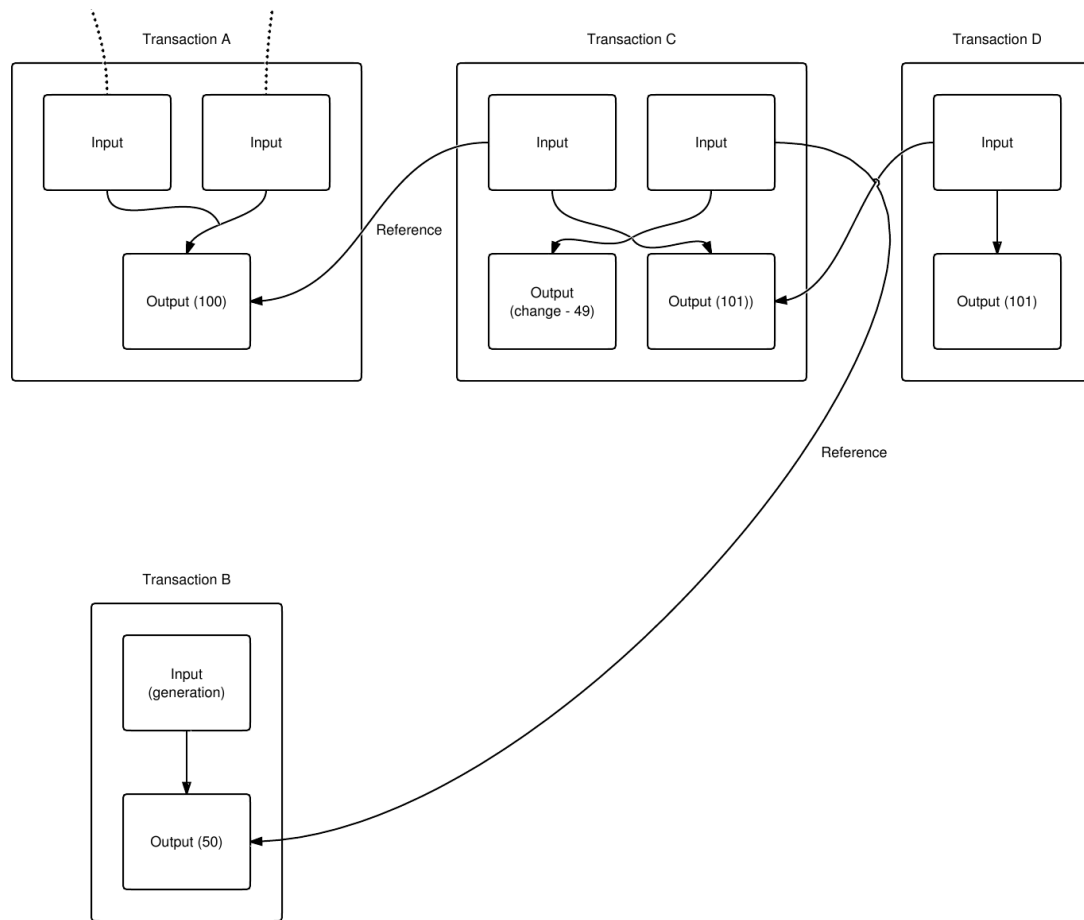 Transaction A
Transaction C
Transaction D
Input
Input
Input
Input
Input
Reference
Output (100)
Output
(change - 49)
Output (101))
Output (101)
Reference
Transaction B
Input
(generation)
Output (50)